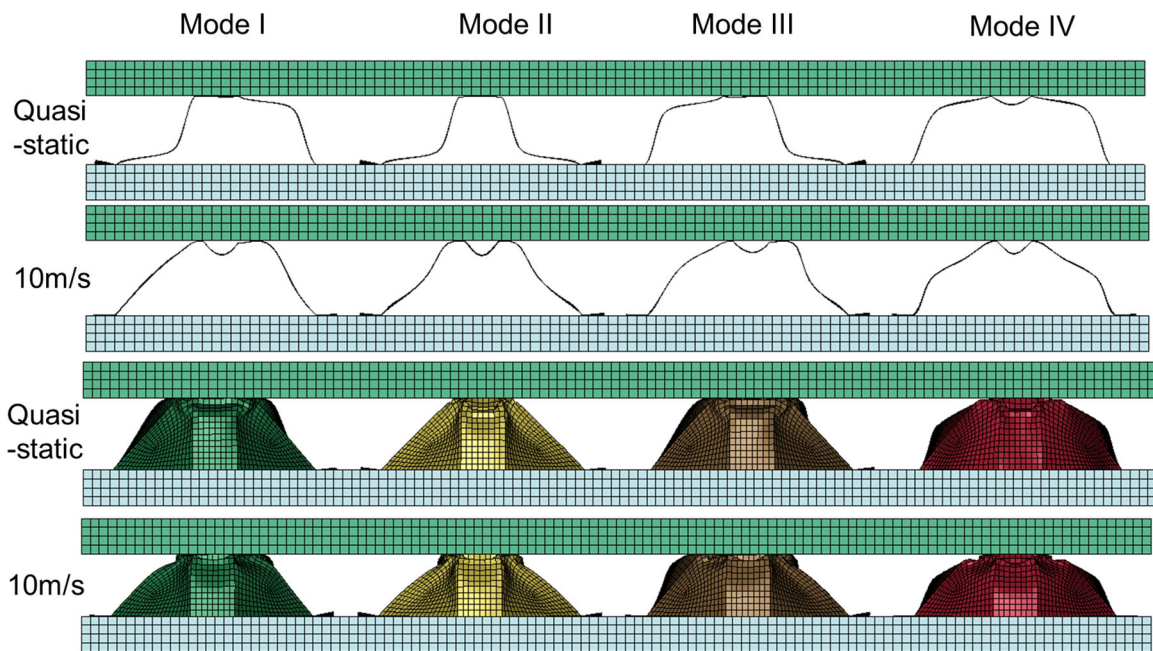 Mode I Mode II Mode III Mode IV
Quasi
-static
10m/s
Quasi
-static
10m/s